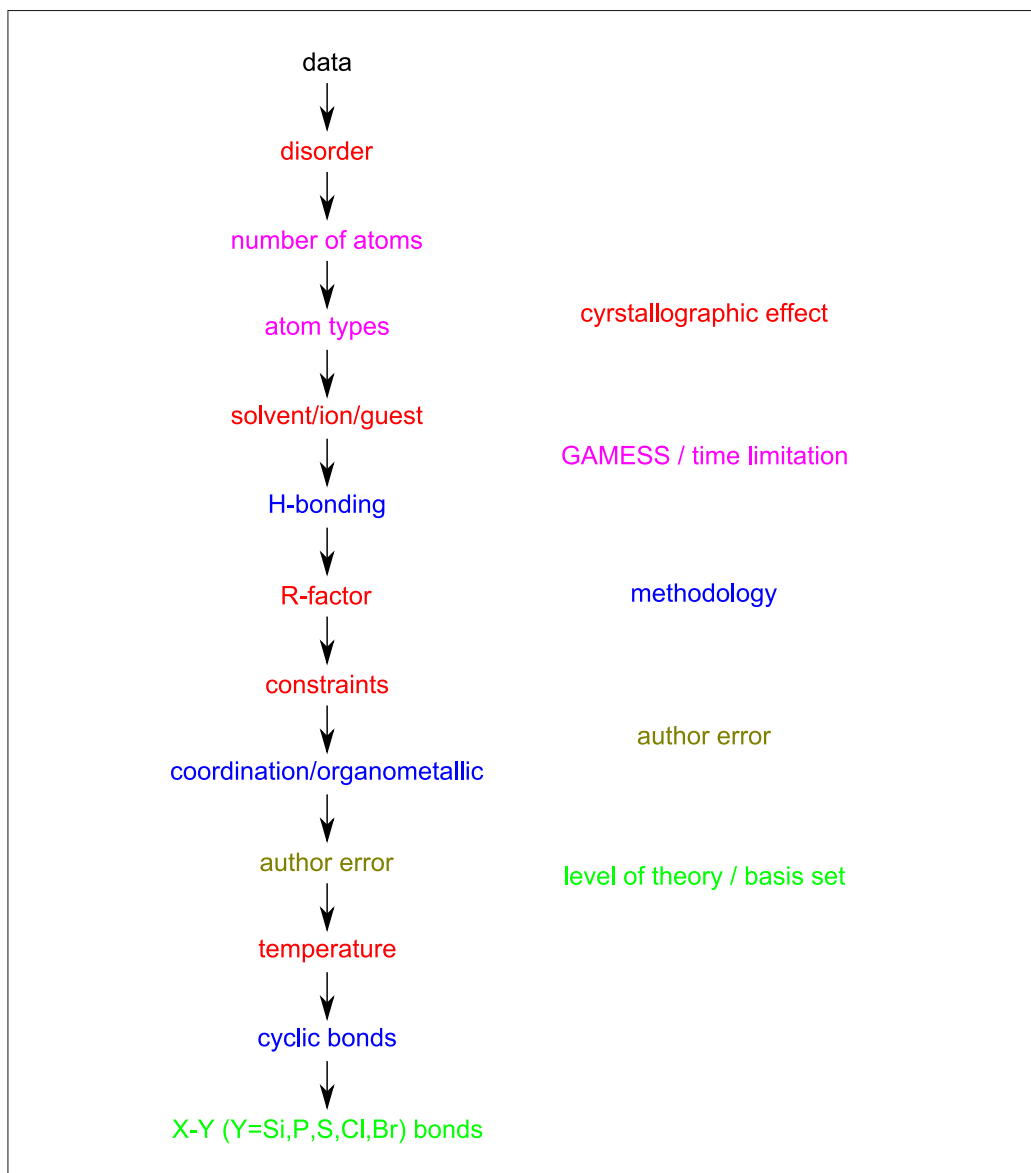 data
disorder
number of atoms
atom types
solvent/ion/guest
H-bonding
R-factor
constraints
coordination/organometallic
author error
temperature
cyclic bonds
X-Y (Y=Si,P,S,Cl,Br) bonds
cyrstallographic effect
GAMESS / time limitation
methodology
author error
level of theory / basis set